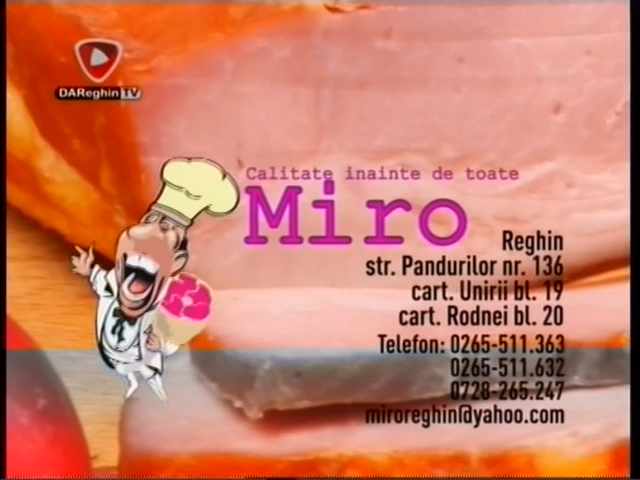 DAReghin TV
Calitate inainte de toate
Miro
Reghin
str. Pandurilor nr. 136
cart. Unirii bl. 19
cart. Rodnei bl. 20
Telefon: 0265-511.363
0265-511.632
0728-265.247
miroreghin@yahoo.com